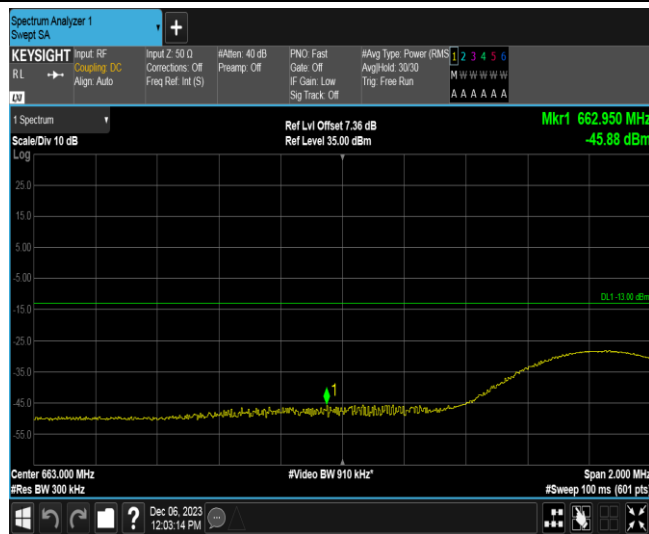 Spectrum Analyzer 1
Swept SA
+
KEYSIGHT
RL
LXI
Input: RF
Coupling: DC
Align: Auto
Input Z: 50 Ω
Corrections: Off
Freq Ref: Int (S)
#Atten: 40 dB
Preamp: Off
PNO: Fast
Gate: Off
IF Gain: Low
Sig Track: Off
#Avg Type: Power (RMS
Avg|Hold: 30/30
Trig: Free Run
1 2 3 4 5 6
M W W W W W
A A A A A A
1 Spectrum
Scale/Div 10 dB
Log
Ref Lvl Offset 7.36 dB
Ref Level 35.00 dBm
Mkr1 662.950 MHz
-45.88 dBm
25.0
15.0
5.00
-5.00
DL1 -13.00 dBm
-15.0
-25.0
-35.0
1
-45.0
-55.0
Center 663.000 MHz
#Res BW 300 kHz
#Video BW 910 kHz*
Span 2.000 MHz
#Sweep 100 ms (601 pts)
?
Dec 06, 2023
12:03:14 PM